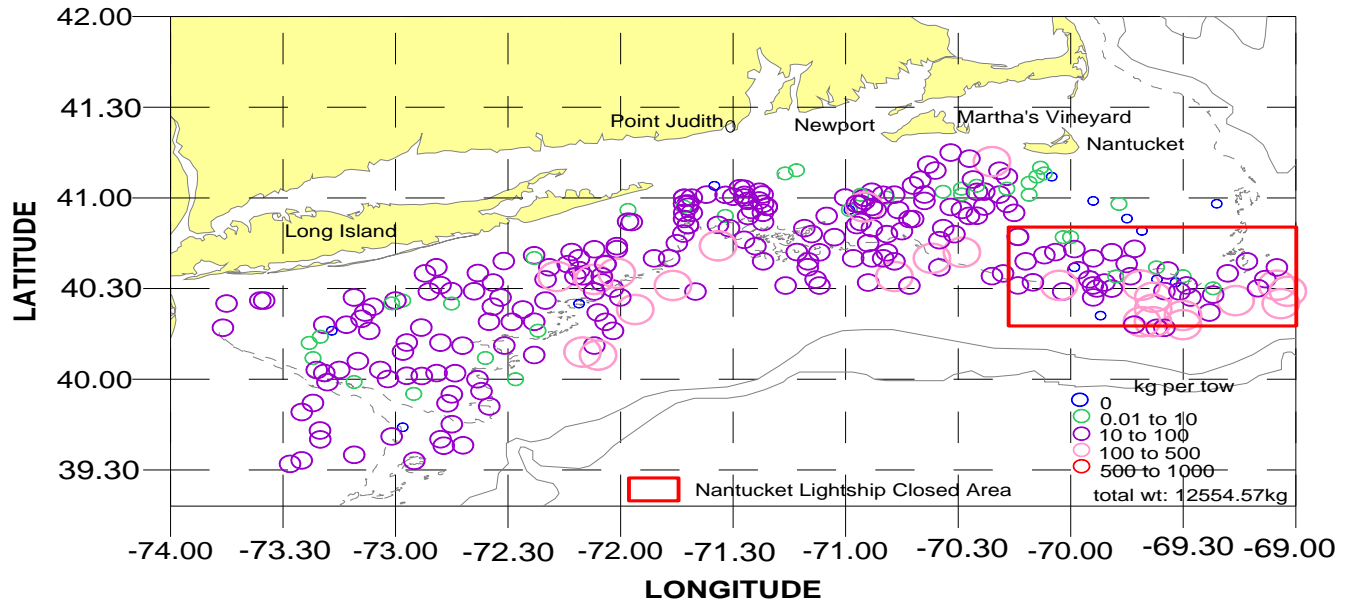 42.00
41.30
41.00
40.30
40.00
39.30
LATITUDE
Point Judith
Newport
Martha's Vineyard
Nantucket
Long Island
kg per tow
0
0.01 to 10
10 to 100
100 to 500
500 to 1000
total wt: 12554.57kg
Nantucket Lightship Closed Area
-74.00 -73.30 -73.00 -72.30 -72.00 -71.30 -71.00 -70.30 -70.00 -69.30 -69.00
LONGITUDE